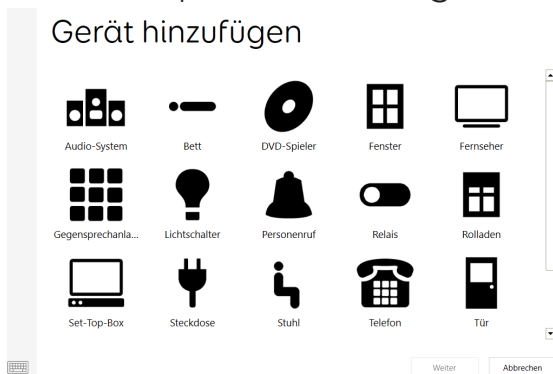 Gerät hinzufügen
Audio-System Bett DVD-Spieler Fenster Fernseher
Gegensprechanla... Lichtschalter Personenruf Relais Rolladen
Set-Top-Box Steckdose Stuhl Telefon Tür
Weiter Abbrechen